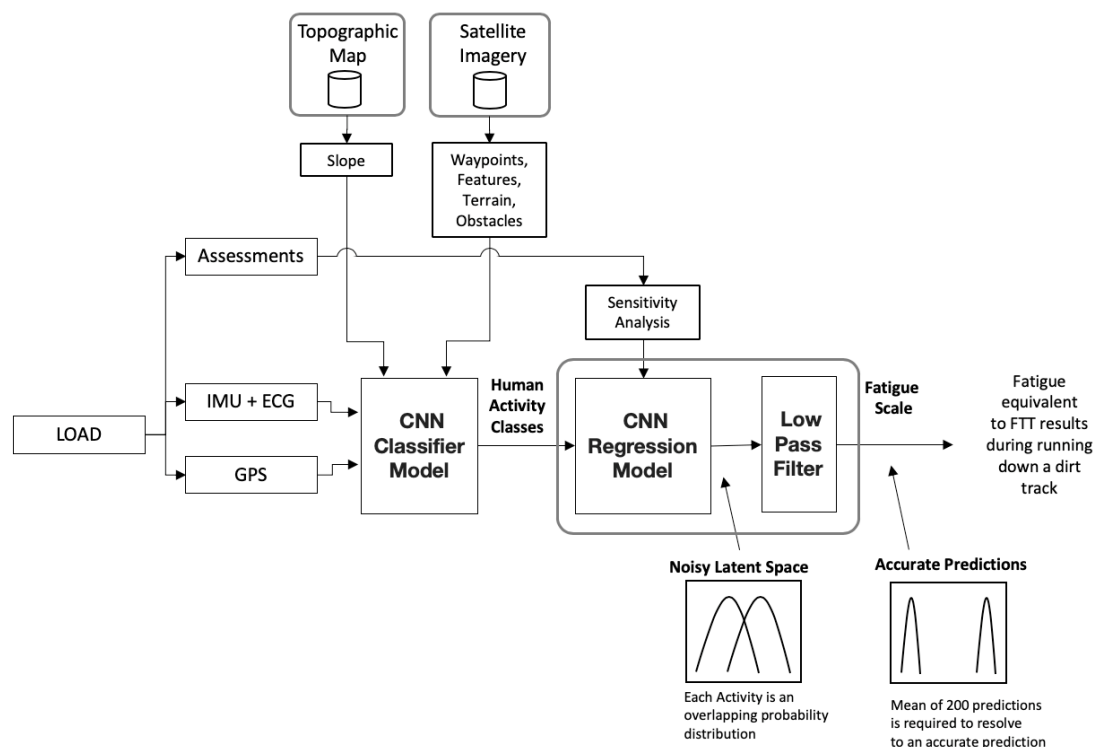 Topographic
Map
Satellite
Imagery
Slope
Waypoints,
Features,
Terrain,
Obstacles
Assessments
Sensitivity
Analysis
LOAD
IMU + ECG
GPS
CNN
Classifier
Model
Human
Activity
Classes
CNN
Regression
Model
Low
Pass
Filter
Fatigue
Scale
Fatigue
equivalent
to FTT results
during running
down a dirt
track
Noisy Latent Space
Each Activity is an
overlapping probability
distribution
Accurate Predictions
Mean of 200 predictions
is required to resolve
to an accurate prediction